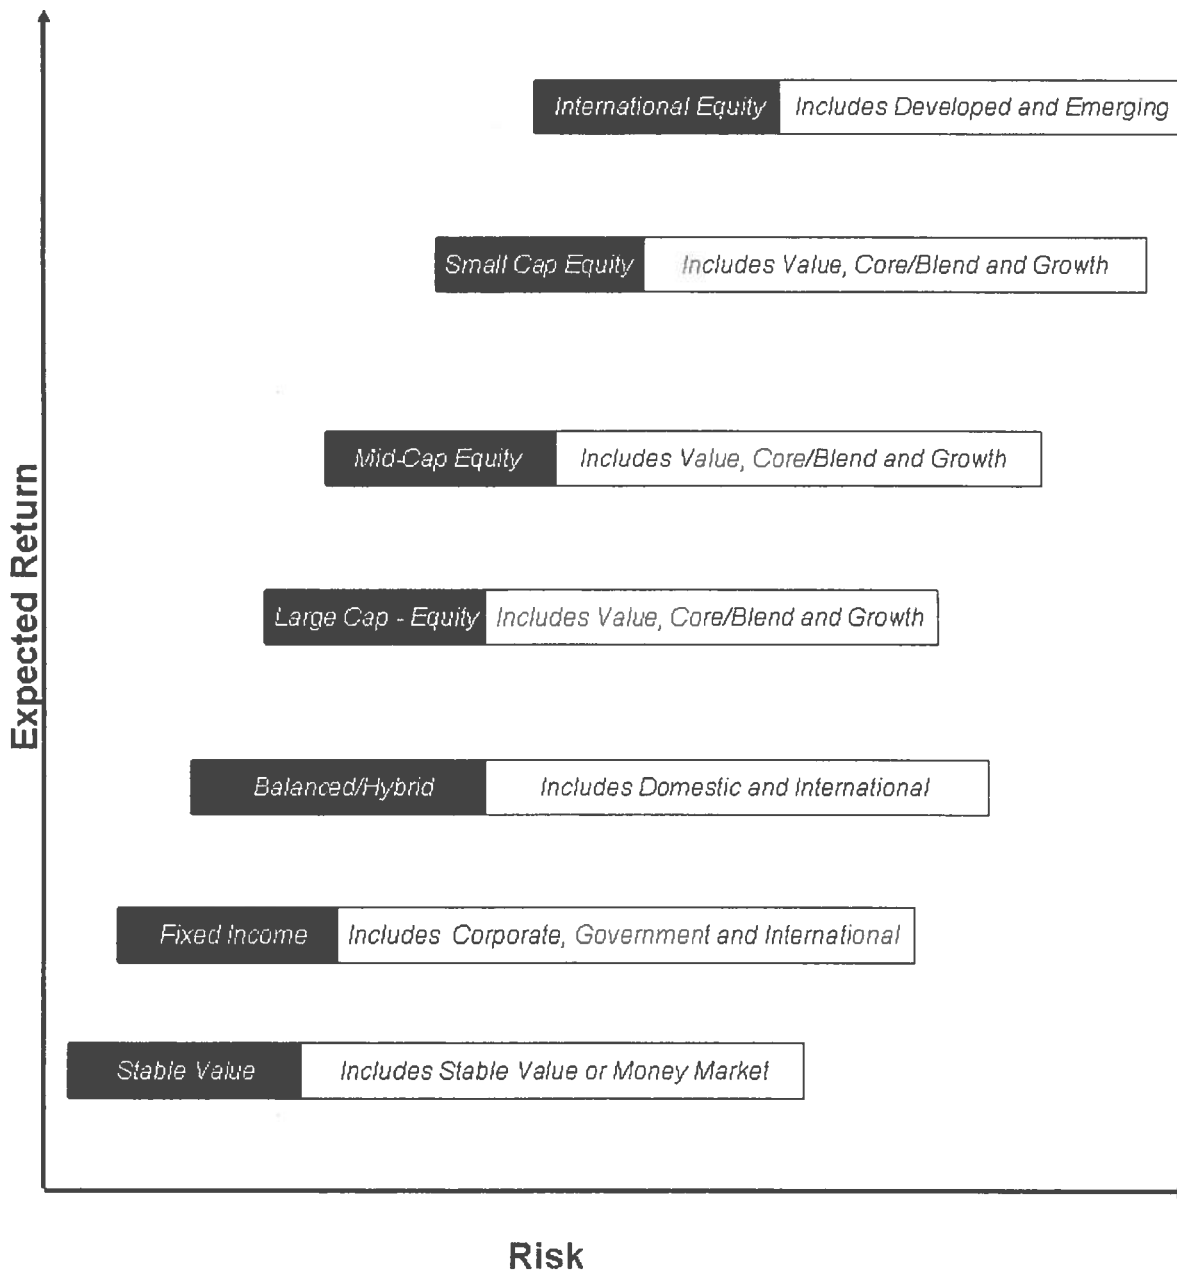 International Equity Includes Developed and Emerging
Small Cap Equity Includes Value, Core/Blend and Growth
Mid-Cap Equity Includes Value, Core/Blend and Growth
Expected Return
Large Cap - Equity Includes Value, Core/Blend and Growth
Balanced/Hybrid Includes Domestic and International
Fixed Income Includes Corporate, Government and International
Stable Value Includes Stable Value or Money Market
Risk